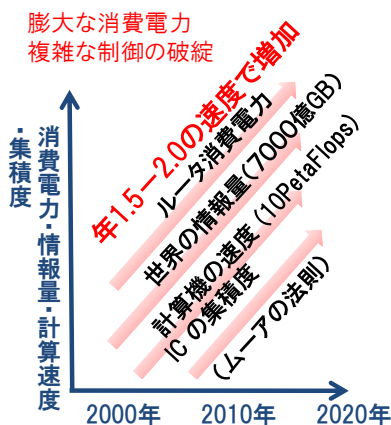 膨大な消費電力
複雑な制御の破綻
年1.5－2.0の速度で増加
ルータ消費電力
世界の情報量(7000億GB)
計算機の速度(10PetaFlops)
ICの集積度
(ムーアの法則)
消費電力・情報量・計算速度
・集積度
2000年
2010年
2020年